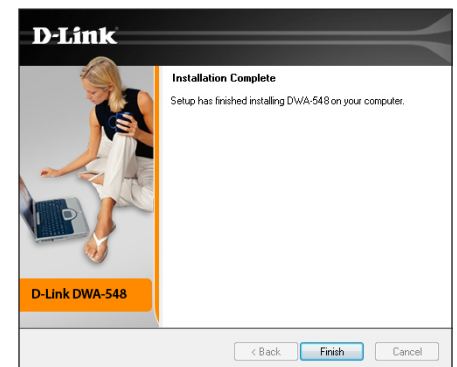 D-Link
Installation Complete
Setup has finished installing DWA-548 on your computer.
D-Link DWA-548
< Back
Finish
Cancel